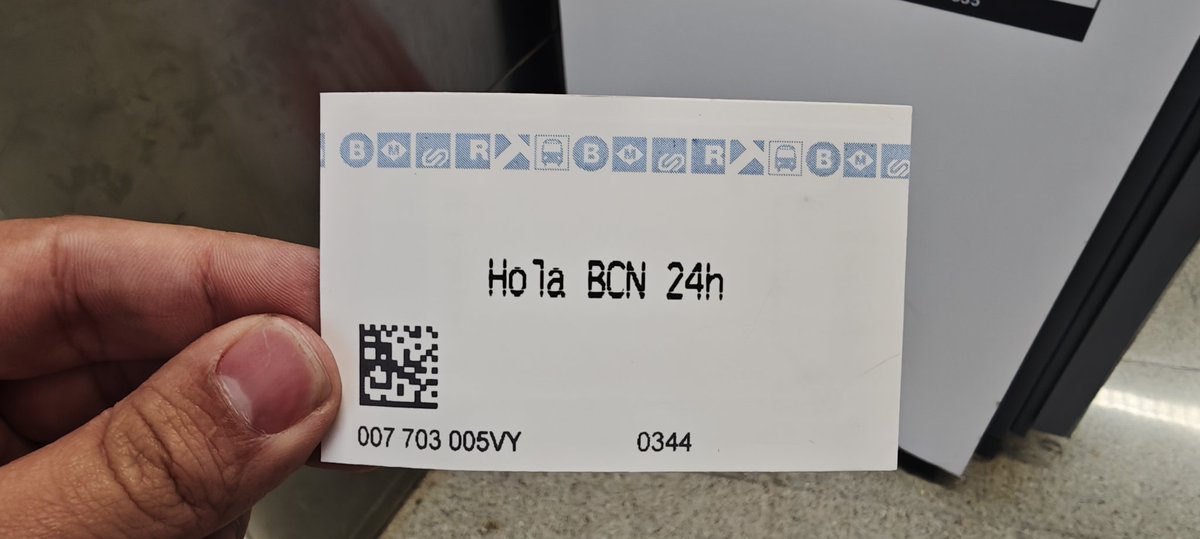 B M S R B M S R B M S
Hola BCN 24h
007 703 005VY 0344